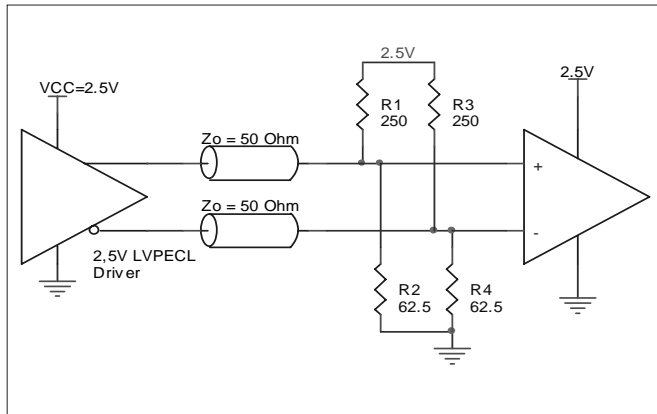 2.5V
VCC=2.5V
2.5V
R1
250
R3
250
Zo = 50 Ohm
+
Zo = 50 Ohm
-
2,5V LVPECL
Driver
R2
62.5
R4
62.5